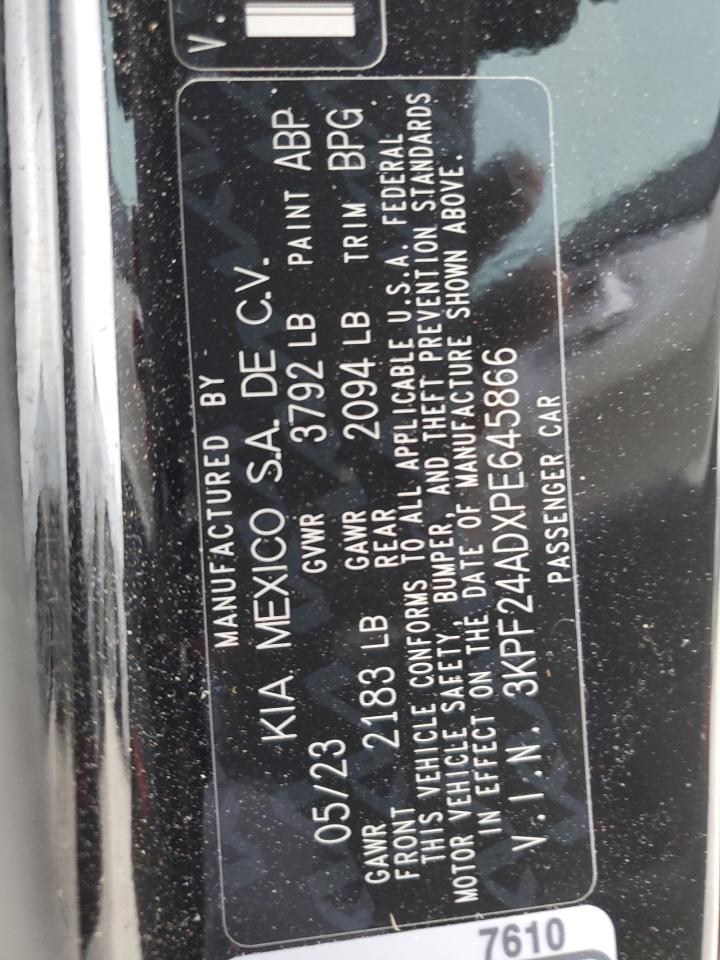 V.
MANUFACTURED BY
KIA MEXICO S.A. DE C.V.
05/23 GVWR 3792 LB PAINT ABP
GAWR FRONT 2183 LB GAWR REAR 2094 LB TRIM BPG
THIS VEHICLE CONFORMS TO ALL APPLICABLE U.S.A. FEDERAL
MOTOR VEHICLE SAFETY, BUMPER, AND THEFT PREVENTION STANDARDS
IN EFFECT ON THE DATE OF MANUFACTURE SHOWN ABOVE.
V.I.N. 3KPF24ADXPE645866
PASSENGER CAR
7610